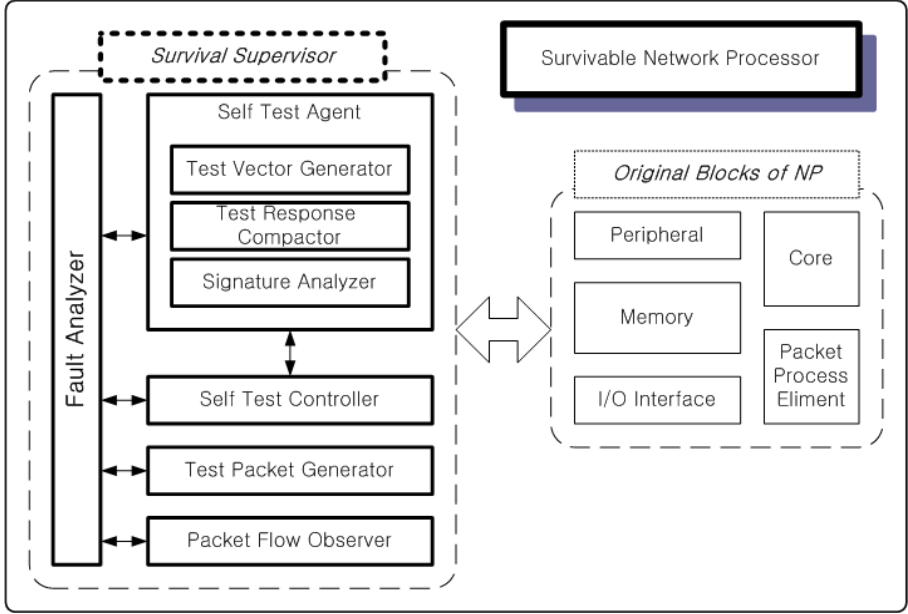 Survival Supervisor
Survivable Network Processor
Fault Analyzer
Self Test Agent
Test Vector Generator
Test Response
Compactor
Signature Analyzer
Self Test Controller
Test Packet Generator
Packet Flow Observer
Original Blocks of NP
Peripheral
Core
Memory
Packet
Process
Eliment
I/O Interface